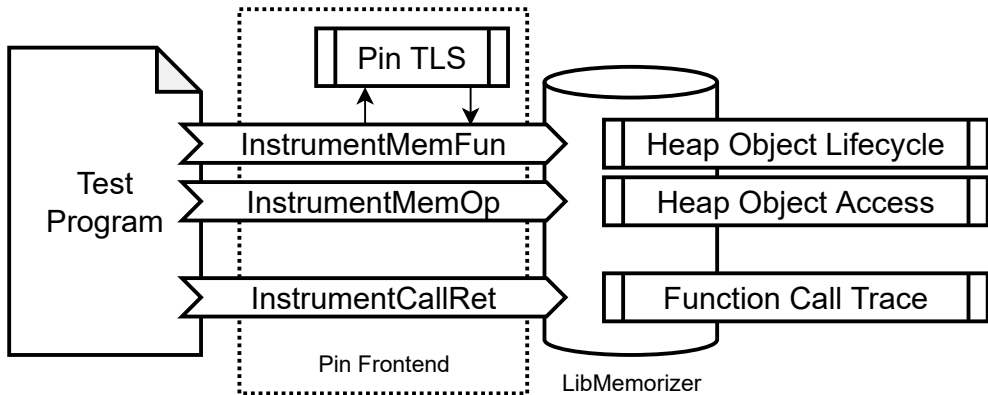 Pin TLS
InstrumentMemFun
Heap Object Lifecycle
Test
Program
InstrumentMemOp
Heap Object Access
InstrumentCallRet
Function Call Trace
Pin Frontend
LibMemorizer